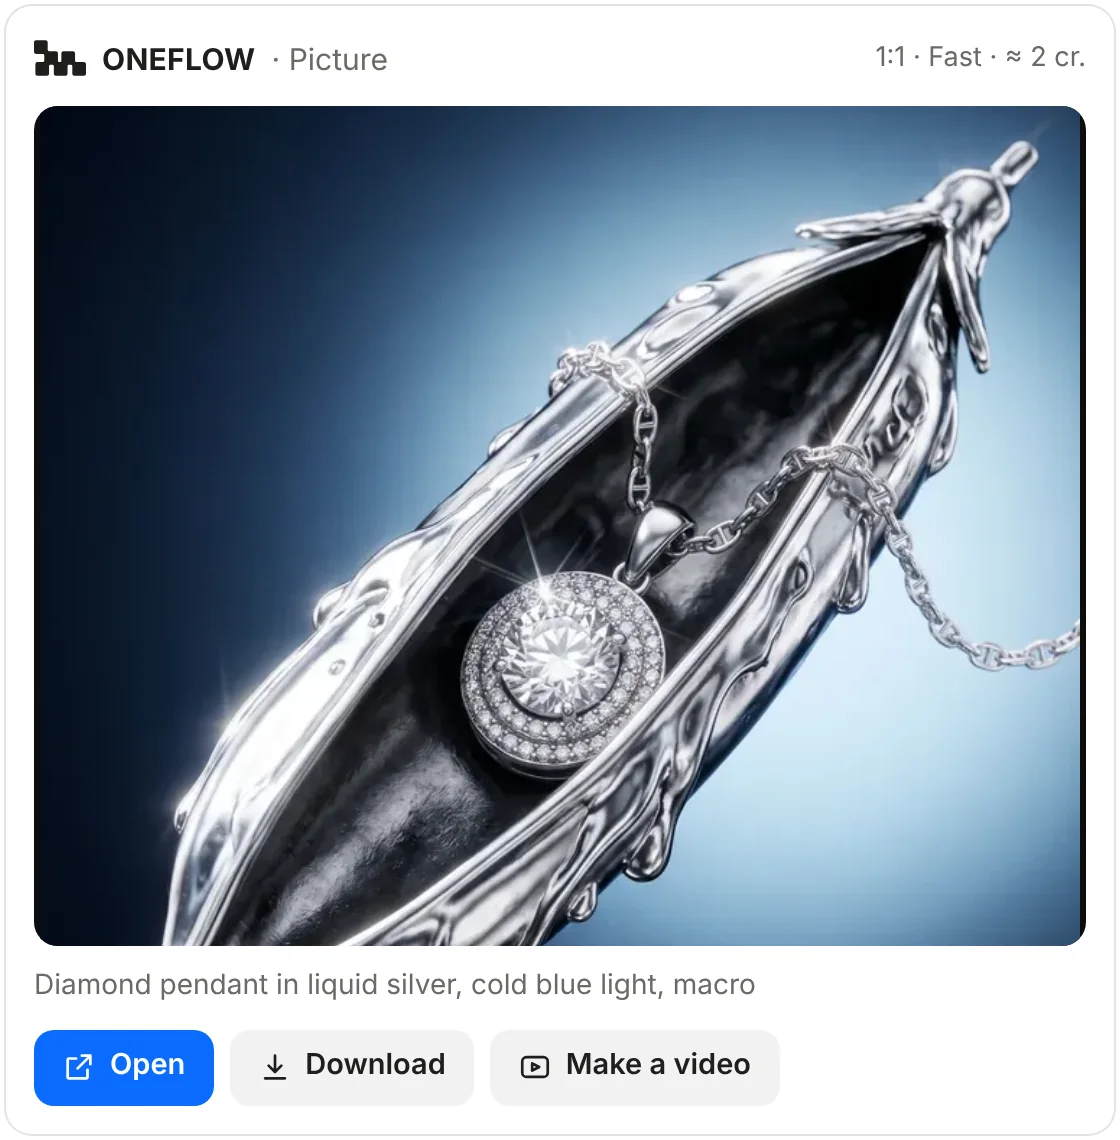 ONEFLOW · Picture
1:1 · Fast · ≈ 2 cr.
Diamond pendant in liquid silver, cold blue light, macro
Open
Download
Make a video